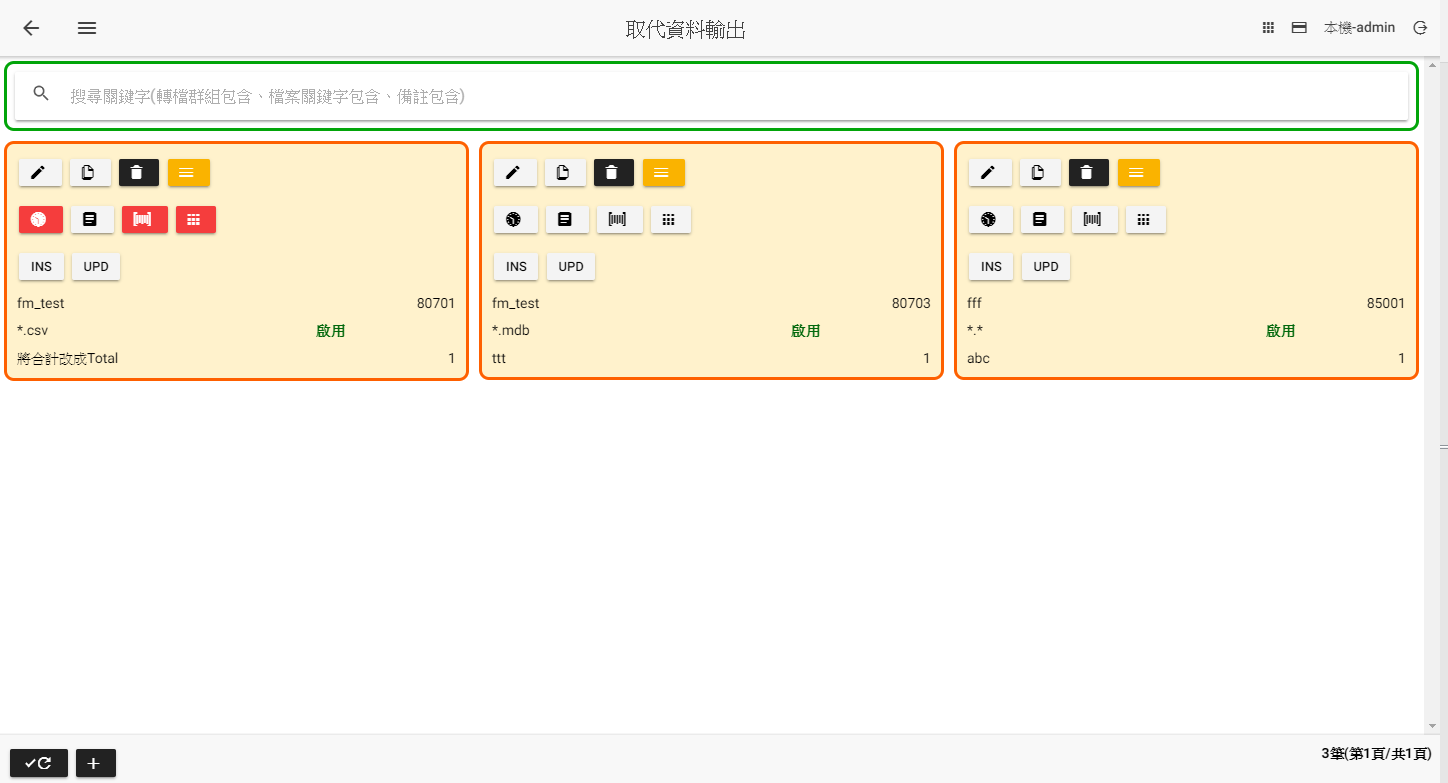 取代資料輸出
本機-admin
搜尋關鍵字(轉檔群組包含、檔案關鍵字包含、備註包含)
INS UPD
fm_test 80701
*.csv 啟用
將合計改成Total 1
INS UPD
fm_test 80703
*.mdb 啟用
ttt 1
INS UPD
fff 85001
*.* 啟用
abc 1
3筆(第1頁/共1頁)